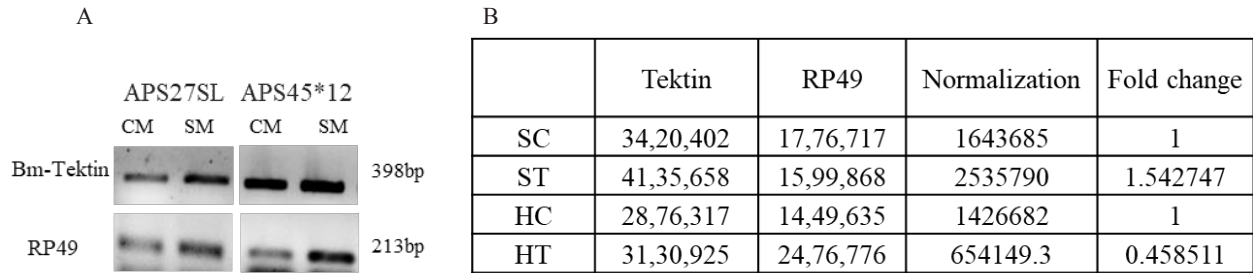 A
APS27SL APS45*12
CM SM CM SM
Bm-Tektin 398bp
RP49 213bp
B
Tektin RP49 Normalization Fold change
SC 34,20,402 17,76,717 1643685 1
ST 41,35,658 15,99,868 2535790 1.542747
HC 28,76,317 14,49,635 1426682 1
HT 31,30,925 24,76,776 654149.3 0.458511